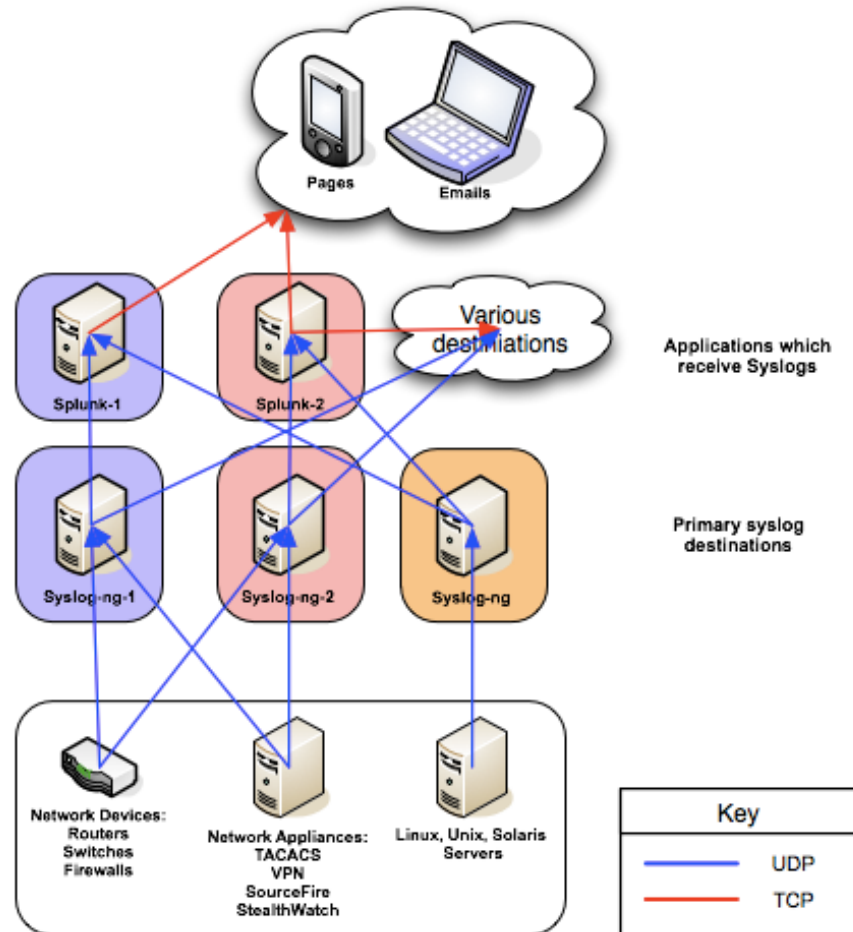 Pages
Emails
Splunk-1
Splunk-2
Various
destiniations
Applications which
receive Syslogs
Syslog-ng-1
Syslog-ng-2
Syslog-ng
Primary syslog
destinations
Network Devices:
Routers
Switches
Firewalls
Network Appliances:
TACACS
VPN
SourceFire
StealthWatch
Linux, Unix, Solaris
Servers
Key
UDP
TCP